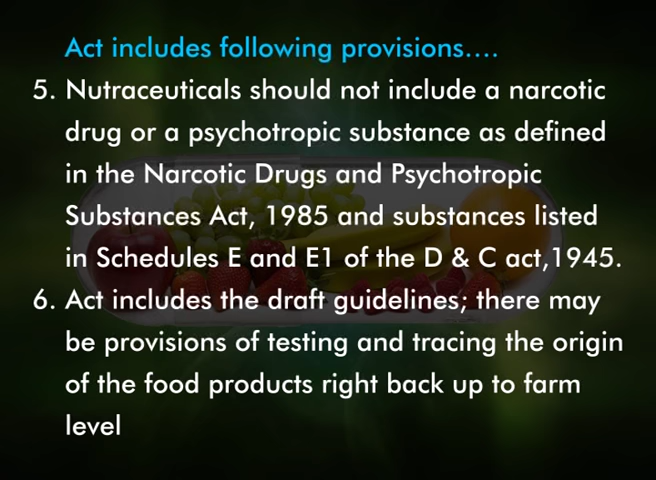 Act includes following provisions....
5. Nutraceuticals should not include a narcotic
drug or a psychotropic substance as defined
in the Narcotic Drugs and Psychotropic
Substances Act, 1985 and substances listed
in Schedules E and E1 of the D & C act,1945.
6. Act includes the draft guidelines; there may
be provisions of testing and tracing the origin
of the food products right back up to farm
level